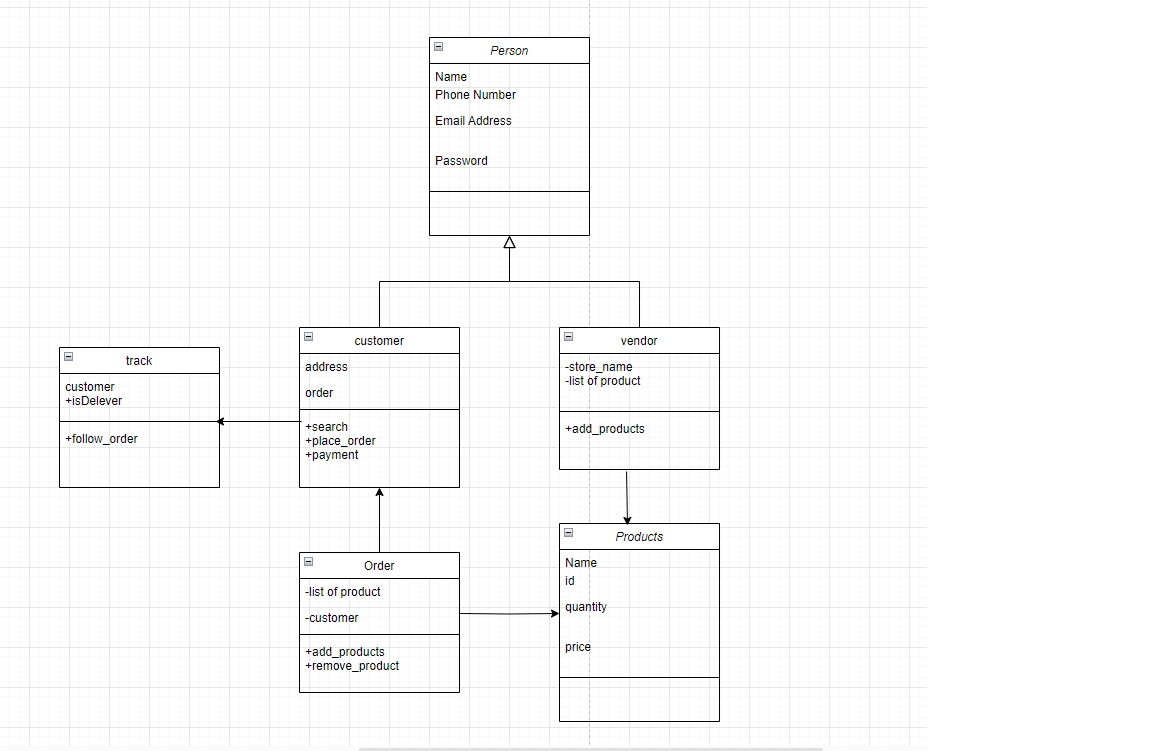 Person
Name
Phone Number
Email Address
Password
customer
address
order
+search
+place_order
+payment
vendor
-store_name
-list of product
+add_products
track
customer
+isDelever
+follow_order
Order
-list of product
-customer
+add_products
+remove_product
Products
Name
id
quantity
price